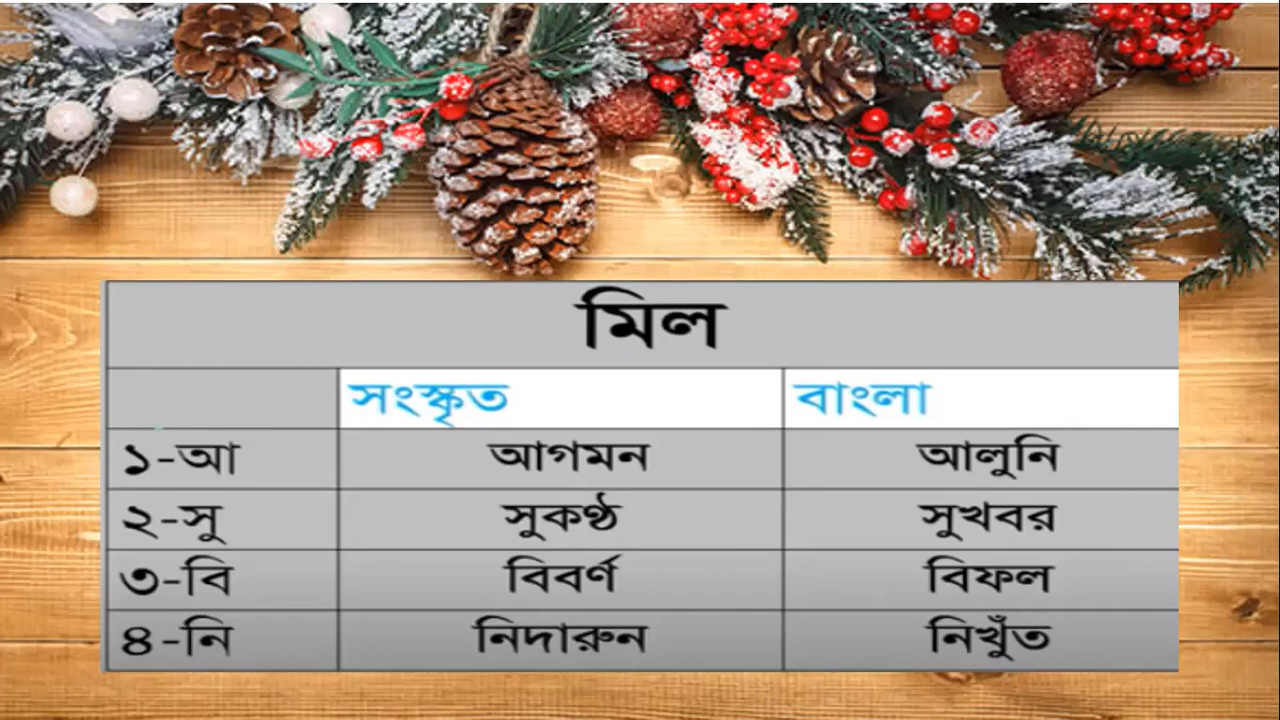 মিল
সংস্কৃত বাংলা
১-আ আগমন আলুনি
২-সু সুকণ্ঠ সুখবর
৩-বি বিবর্ণ বিফল
৪-নি নিদারুন নিখুঁত